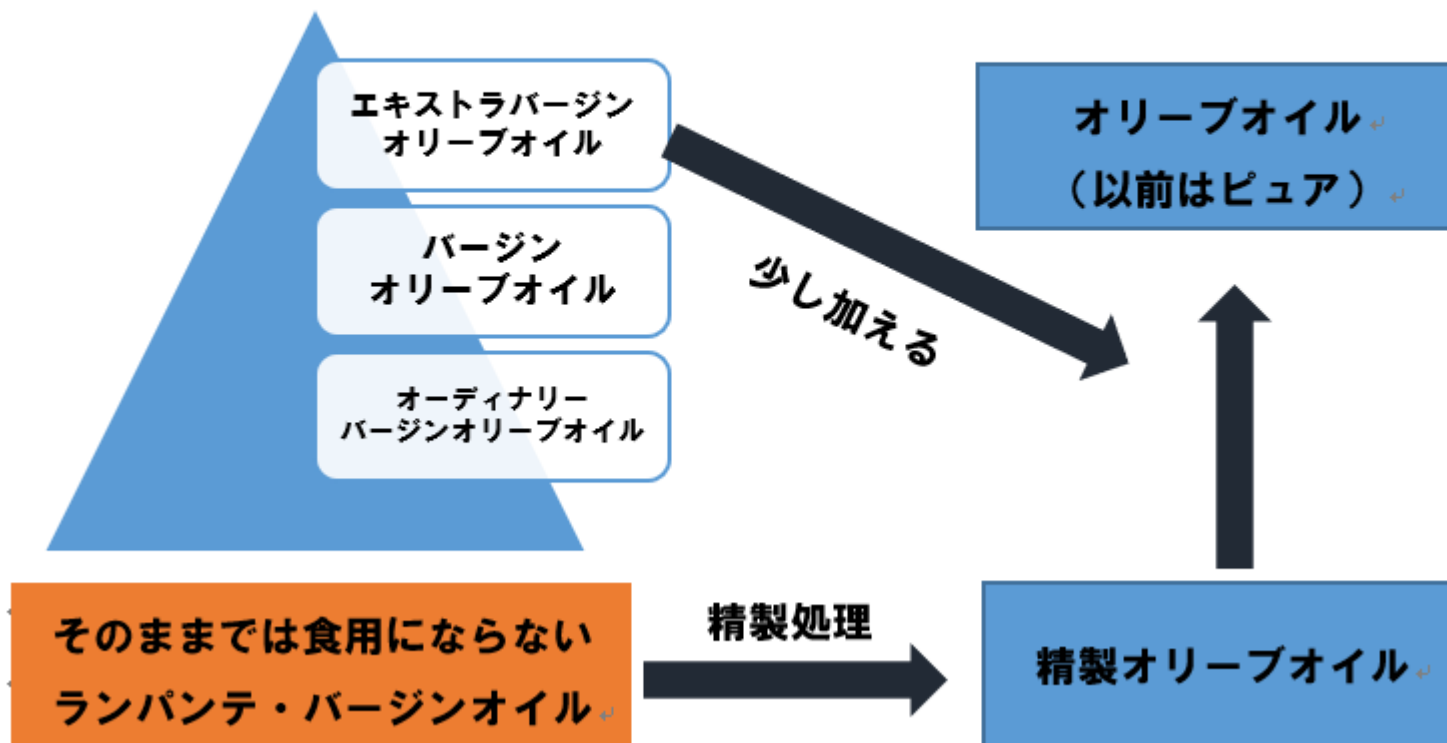 エキストラバージン
オリーブオイル
バージン
オリーブオイル
オーディナリー
バージンオリーブオイル
そのままでは食用にならない
ランパンテ・バージンオイル
少し加える
精製処理
オリーブオイル
（以前はピュア）
精製オリーブオイル